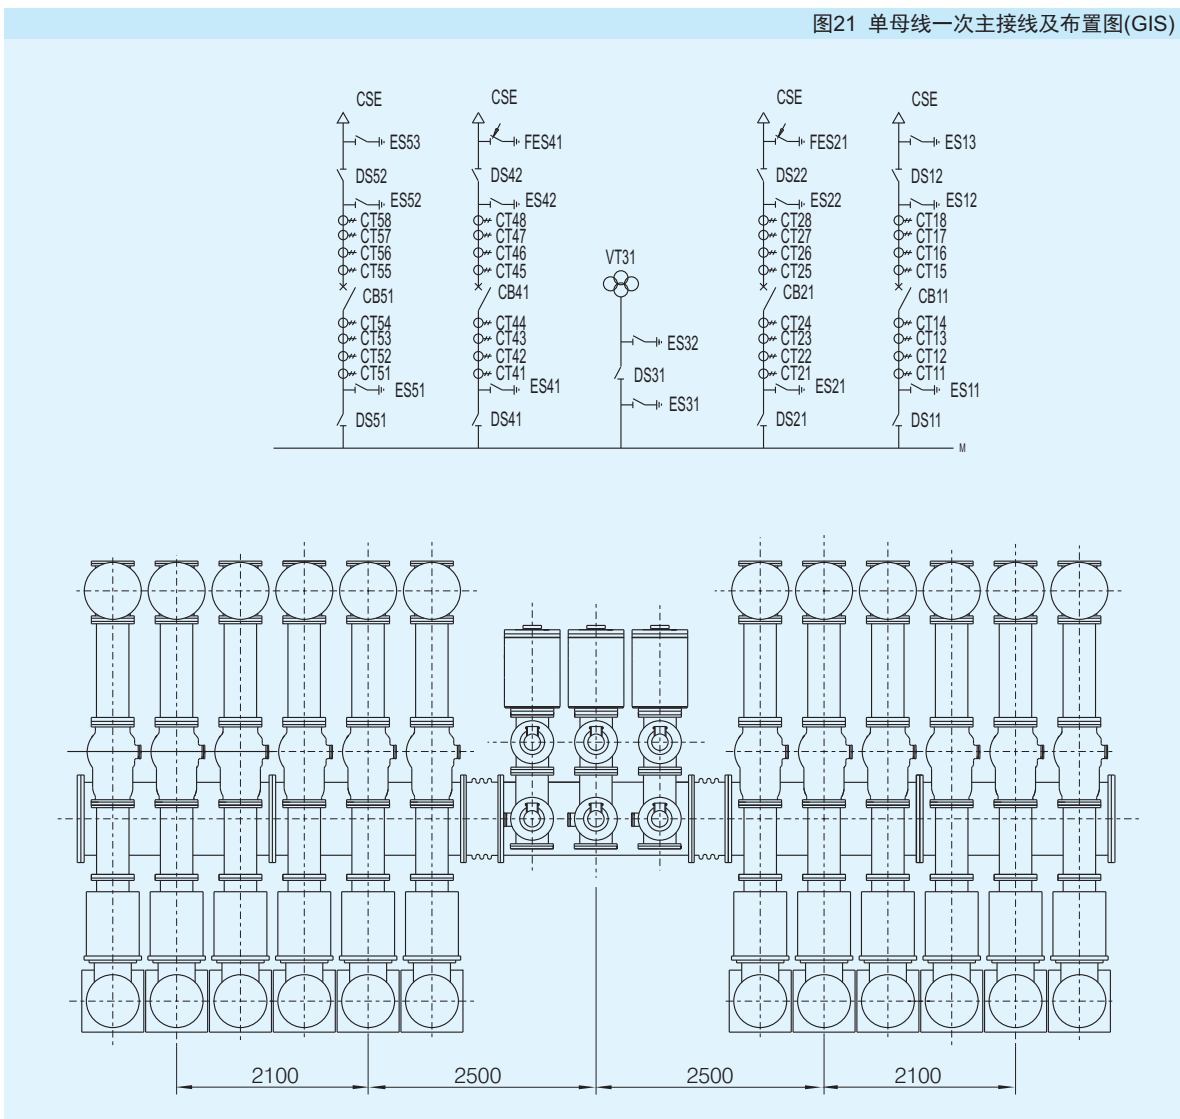 图21 单母线一次主接线及布置图(GIS)
CSE CSE CSE CSE
ES53 FES41 FES21 ES13
DS52 DS42 DS22 DS12
ES52 ES42 ES22 ES12
CT58 CT48 CT28 CT18
CT57 CT47 CT27 CT17
CT56 CT46 VT31 CT26 CT16
CT55 CT45 CT25 CT15
CB51 CB41 CB21 CB11
CT54 CT44 CT24 CT14
CT53 CT43 ES32 CT23 CT13
CT52 CT42 CT22 CT12
CT51 CT41 DS31 CT21 CT11
ES51 ES41 ES21 ES11
ES31
DS51 DS41 DS21 DS11
M
2100 2500 2500 2100